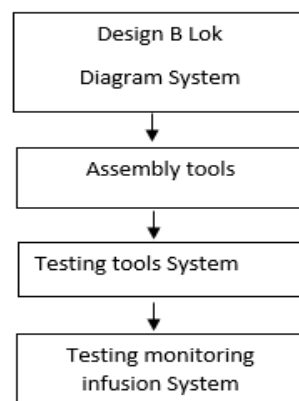 Design B Lok
Diagram System
Assembly tools
Testing tools System
Testing monitoring
infusion System